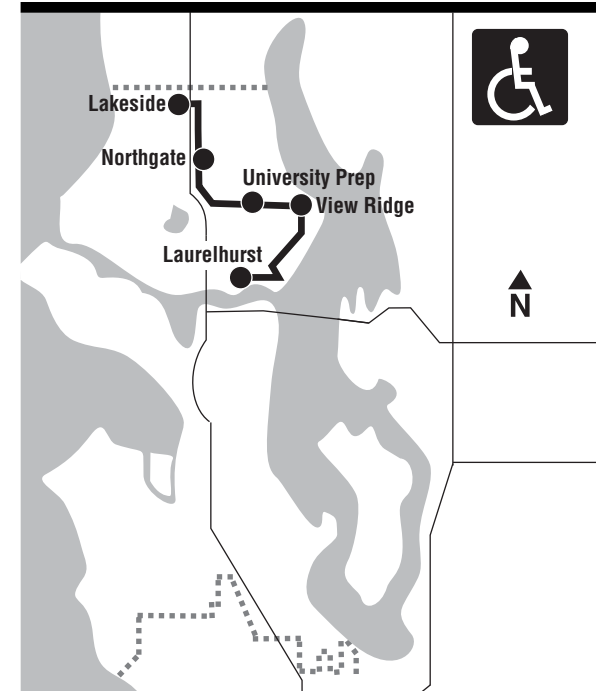 Lakeside
Northgate
University Prep
View Ridge
Laurelhurst
N